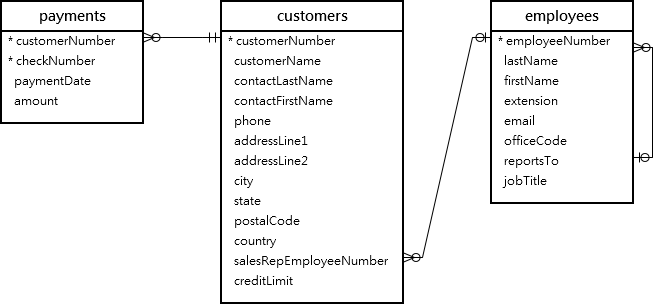 payments
* customerNumber
* checkNumber
paymentDate
amount
customers
* customerNumber
customerName
contactLastName
contactFirstName
phone
addressLine1
addressLine2
city
state
postalCode
country
salesRepEmployeeNumber
creditLimit
employees
* employeeNumber
lastName
firstName
extension
email
officeCode
reportsTo
jobTitle